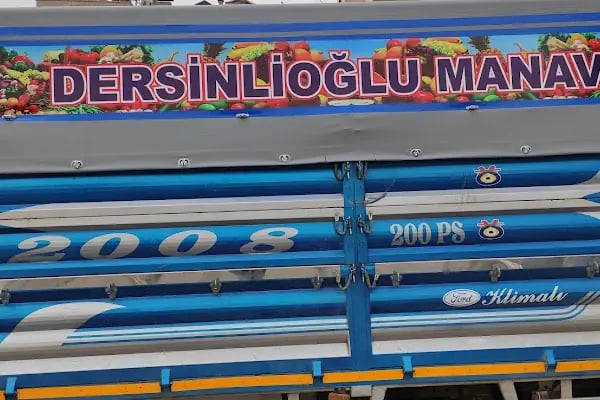 DERSİNLİOĞLU MANAV
2008
200 PS
Ford Klimalı